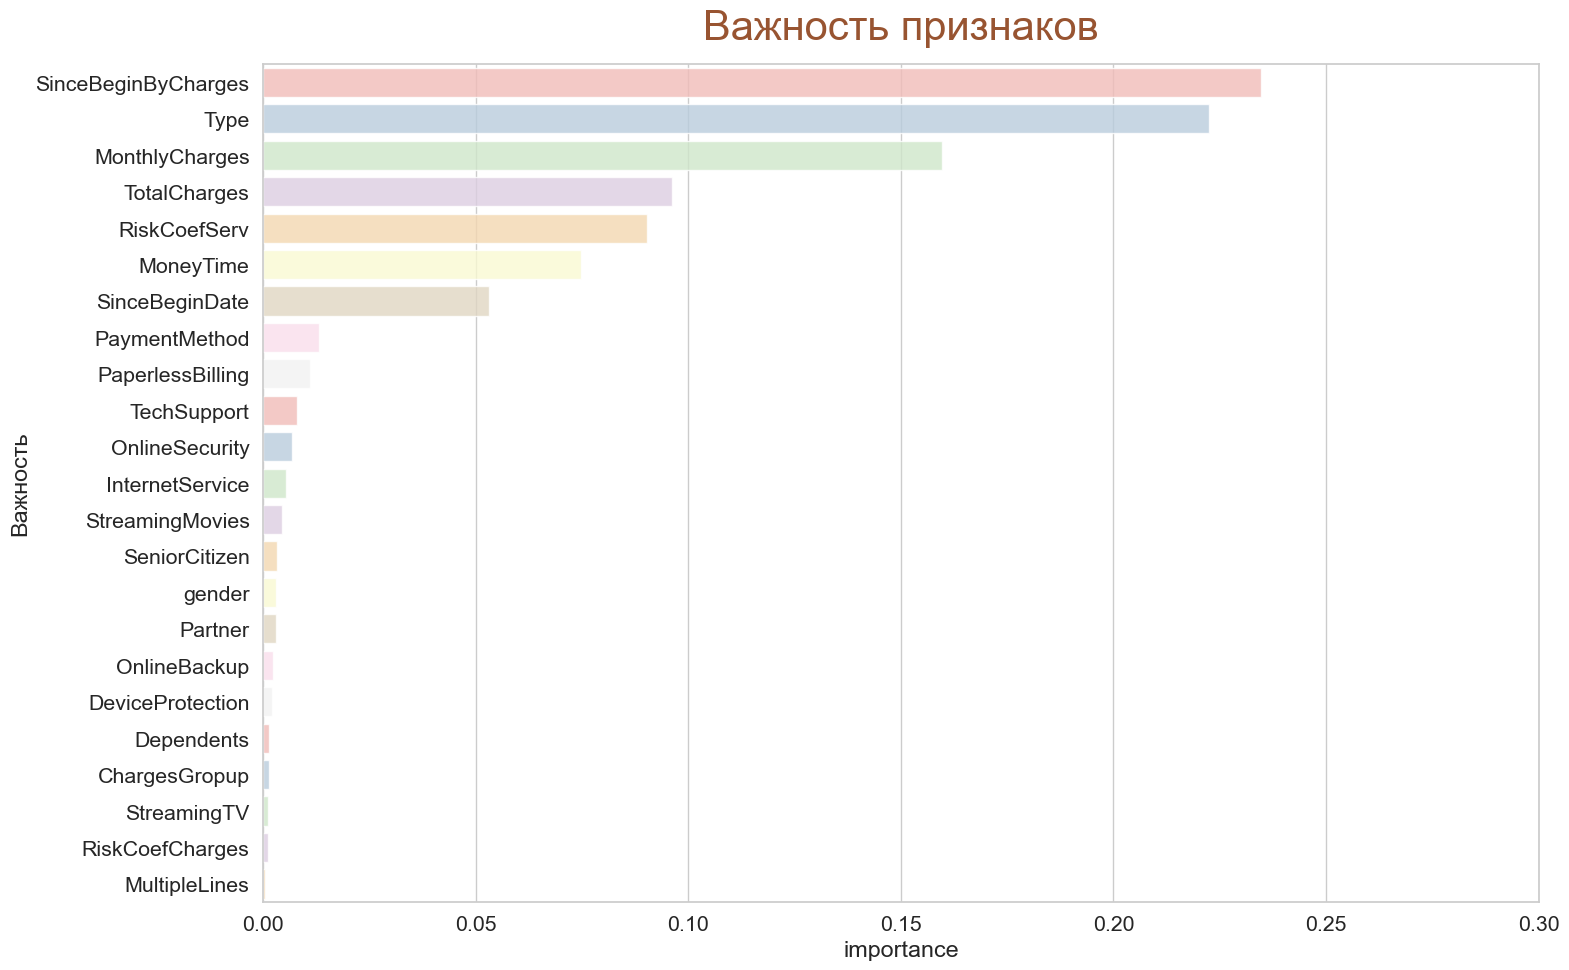 Важность признаков
SinceBeginByCharges
Type
MonthlyCharges
TotalCharges
RiskCoefServ
MoneyTime
SinceBeginDate
PaymentMethod
PaperlessBilling
TechSupport
OnlineSecurity
InternetService
StreamingMovies
SeniorCitizen
gender
Partner
OnlineBackup
DeviceProtection
Dependents
ChargesGropup
StreamingTV
RiskCoefCharges
MultipleLines
Важность
0.00 0.05 0.10 0.15 0.20 0.25 0.30
importance